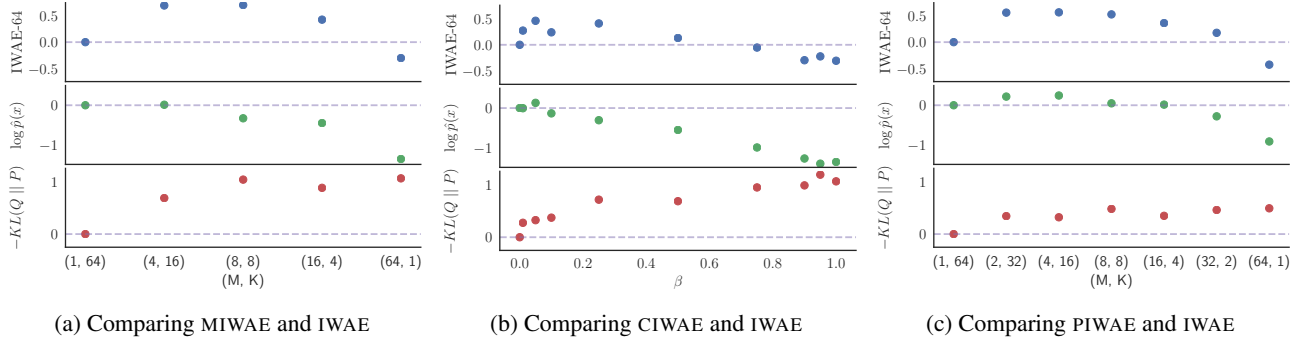 IWAE-64
0.5
0.0
−0.5
log p̂(x)
0
−1
−KL(Q || P)
1
0
(1, 64) (4, 16) (8, 8) (16, 4) (64, 1)
(M, K)
(a) Comparing MIWAE and IWAE
IWAE-64
0.5
0.0
−0.5
log p̂(x)
0
−1
−KL(Q || P)
1
0
0.0 0.2 0.4 0.6 0.8 1.0
β
(b) Comparing CIWAE and IWAE
IWAE-64
0.5
0.0
−0.5
log p̂(x)
0
−1
−KL(Q || P)
1
0
(1, 64) (2, 32) (4, 16) (8, 8) (16, 4) (32, 2) (64, 1)
(M, K)
(c) Comparing PIWAE and IWAE